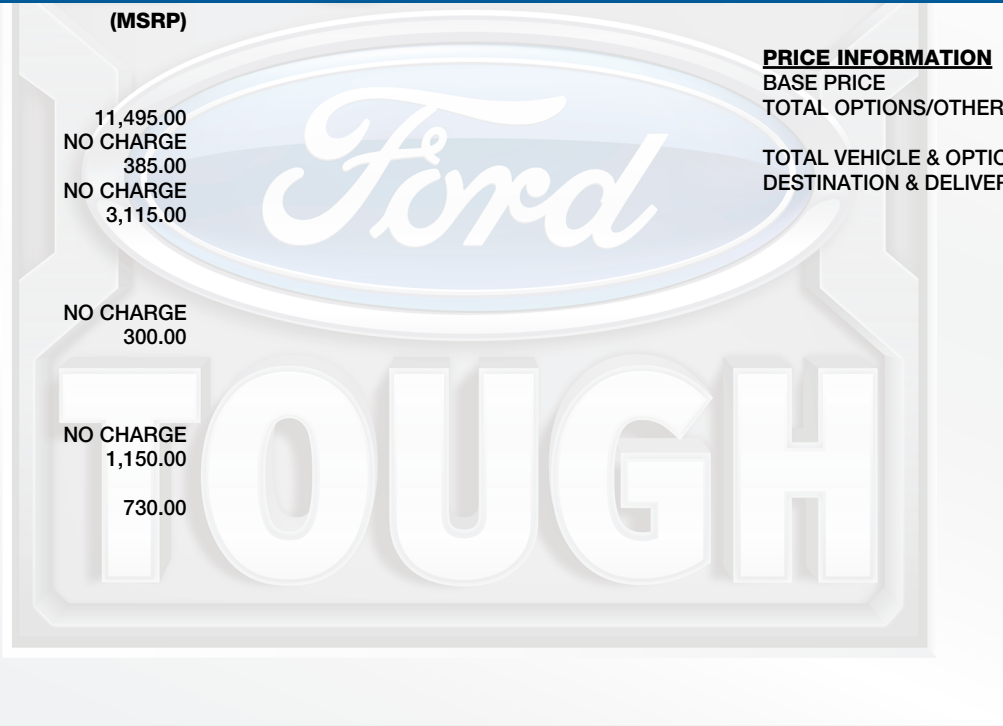 (MSRP)
11,495.00
NO CHARGE
385.00
NO CHARGE
3,115.00
NO CHARGE
300.00
NO CHARGE
1,150.00
730.00
PRICE INFORMATION
BASE PRICE
TOTAL OPTIONS/OTHER
TOTAL VEHICLE & OPTIO
DESTINATION & DELIVER
Ford
TOUGH